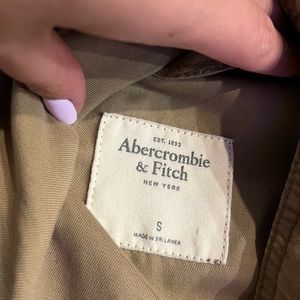 EST. 1892
Abercrombie
& Fitch
NEW YORK
S
MADE IN SRI LANKA